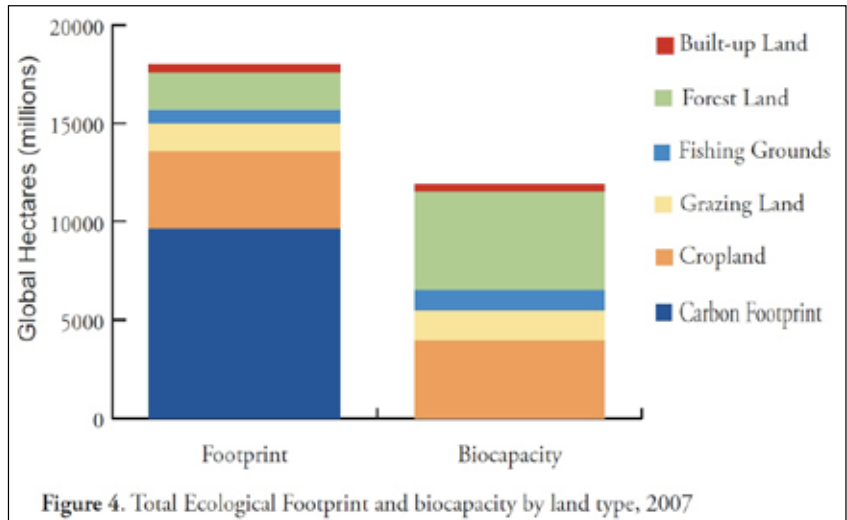 20000
15000
10000
5000
0
Global Hectares (millions)
Footprint
Biocapacity
Built-up Land
Forest Land
Fishing Grounds
Grazing Land
Cropland
Carbon Footprint
Figure 4. Total Ecological Footprint and biocapacity by land type, 2007